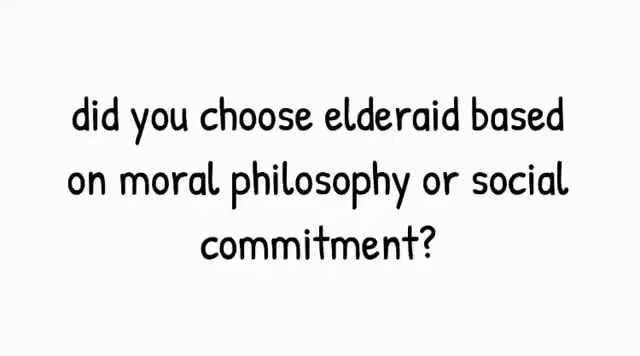 did you choose elderaid based
on moral philosophy or social
commitment?